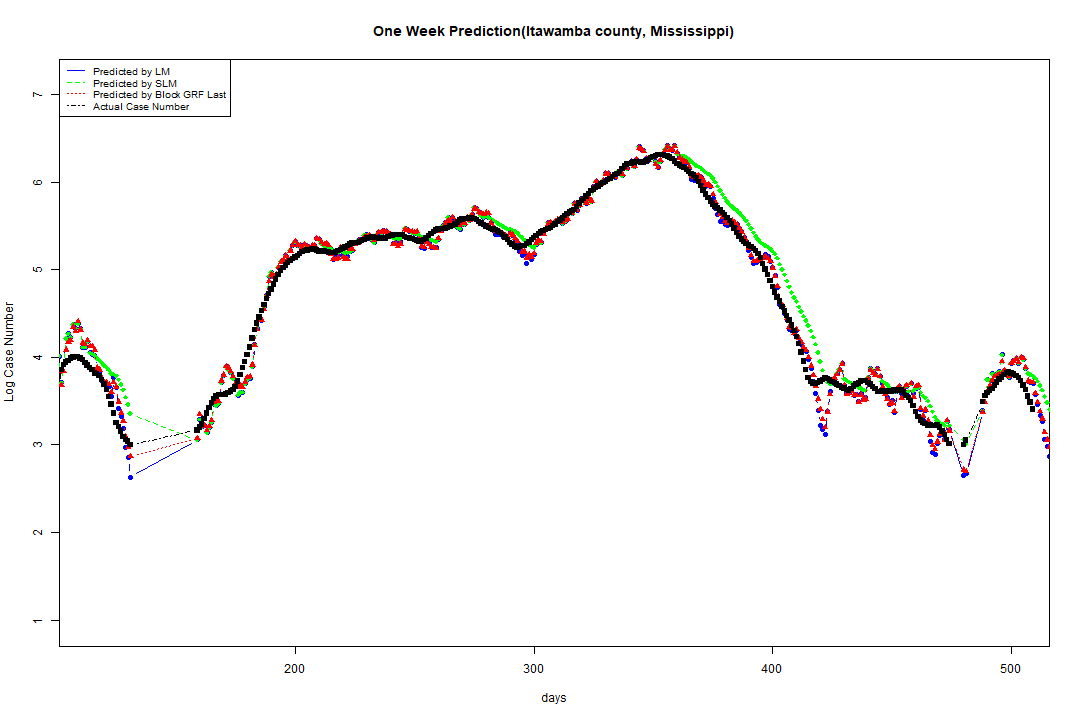 One Week Prediction(Itawamba county, Mississippi)
Predicted by LM
Predicted by SLM
Predicted by Block GRF Last
Actual Case Number
7
6
5
4
3
2
1
Log Case Number
200 300 400 500
days